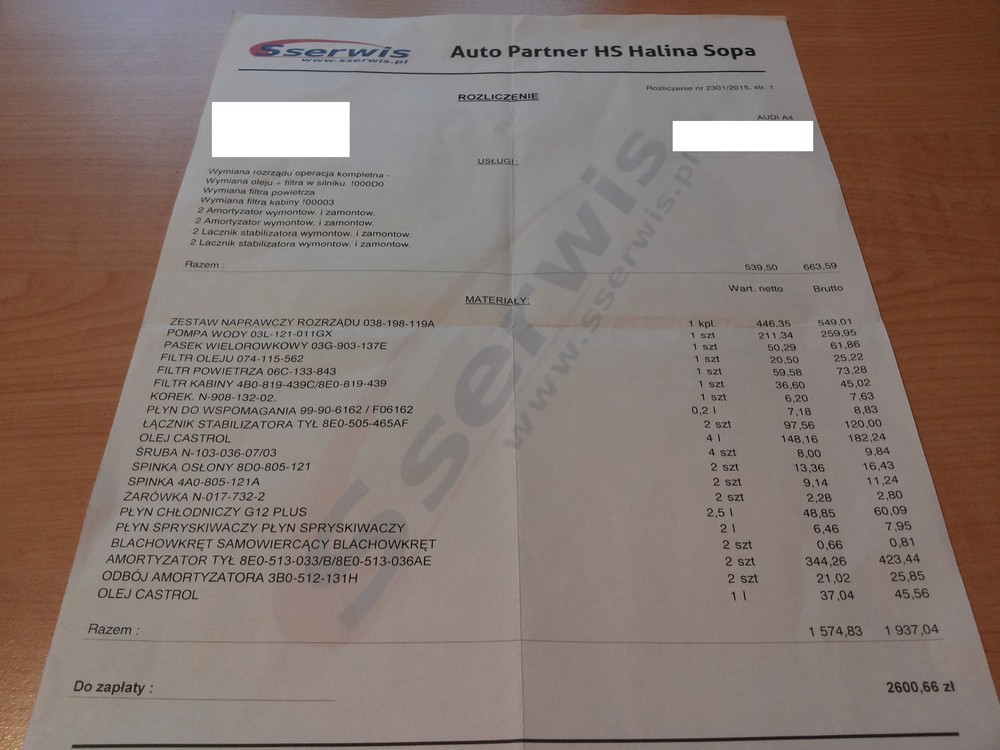 Sserwis
www.sserwis.pl
Auto Partner HS Halina Sopa
Rozliczenie nr 2301/2015, str. 1
ROZLICZENIE
AUDI A4
USŁUGI :
Wymiana rozrządu operacja kompletna -
Wymiana oleju + filtra w silniku. !000D0
Wymiana filtra powietrza
Wymiana filtra kabiny !00003
2 Amortyzator wymontow. i zamontow.
2 Amortyzator wymontow. i zamontow.
2 Lacznik stabilizatora wymontow. i zamontow.
2 Lacznik stabilizatora wymontow. i zamontow.
Razem : 539,50 663,59
MATERIAŁY: Wart. netto Brutto
ZESTAW NAPRAWCZY ROZRZĄDU 038-198-119A 1 kpl. 446,35 549,01
POMPA WODY 03L-121-011GX 1 szt 211,34 259,95
PASEK WIELOROWKOWY 03G-903-137E 1 szt 50,29 61,86
FILTR OLEJU 074-115-562 1 szt 20,50 25,22
FILTR POWIETRZA 06C-133-843 1 szt 59,58 73,28
FILTR KABINY 4B0-819-439C/8E0-819-439 1 szt 36,60 45,02
KOREK. N-908-132-02. 1 szt 6,20 7,63
PŁYN DO WSPOMAGANIA 99-90-6162 / F06162 0,2 l 7,18 8,83
ŁĄCZNIK STABILIZATORA TYŁ 8E0-505-465AF 2 szt 97,56 120,00
OLEJ CASTROL 4 l 148,16 182,24
ŚRUBA N-103-036-07/03 4 szt 8,00 9,84
SPINKA OSŁONY 8D0-805-121 2 szt 13,36 16,43
SPINKA 4A0-805-121A 2 szt 9,14 11,24
ŻARÓWKA N-017-732-2 2 szt 2,28 2,80
PŁYN CHŁODNICZY G12 PLUS 2,5 l 48,85 60,09
PŁYN SPRYSKIWACZY PŁYN SPRYSKIWACZY 2 l 6,46 7,95
BLACHOWKRĘT SAMOWIERCĄCY BLACHOWKRĘT 2 szt 0,66 0,81
AMORTYZATOR TYŁ 8E0-513-033/B/8E0-513-036AE 2 szt 344,26 423,44
ODBÓJ AMORTYZATORA 3B0-512-131H 2 szt 21,02 25,85
OLEJ CASTROL 1 l 37,04 45,56
Razem : 1 574,83 1 937,04
Do zapłaty : 2600,66 zł
Sserwis
www.sserwis.pl